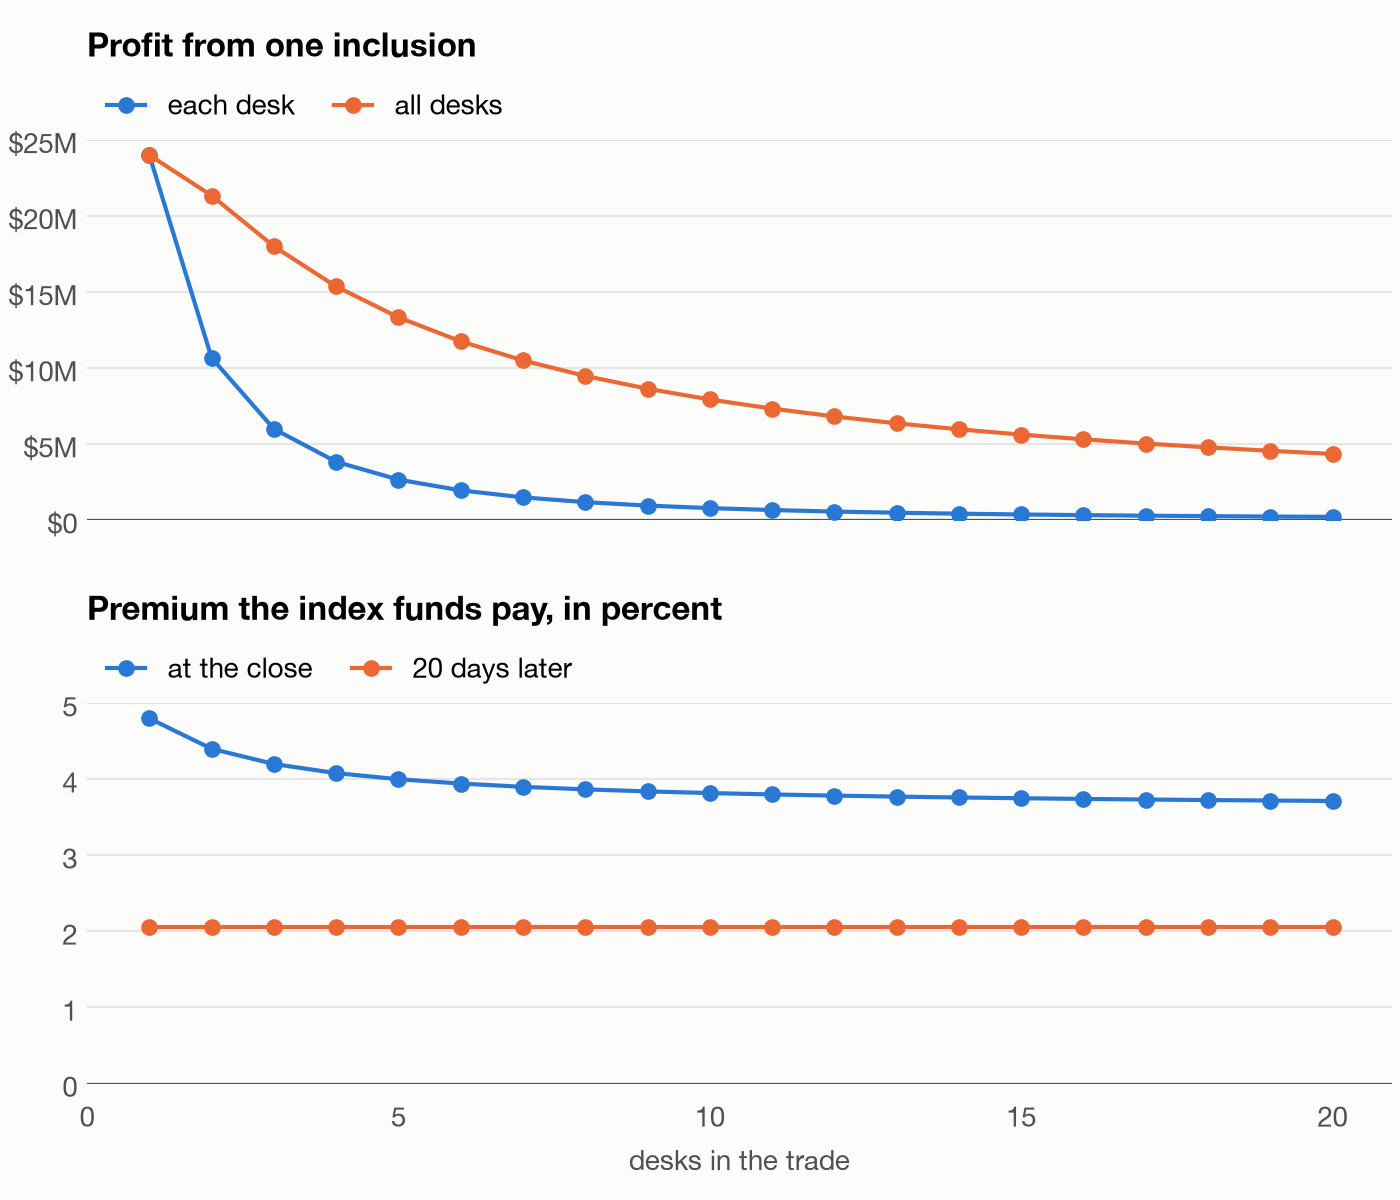 Profit from one inclusion
each desk all desks
$25M
$20M
$15M
$10M
$5M
$0
Premium the index funds pay, in percent
at the close 20 days later
5
4
3
2
1
0
0 5 10 15 20
desks in the trade